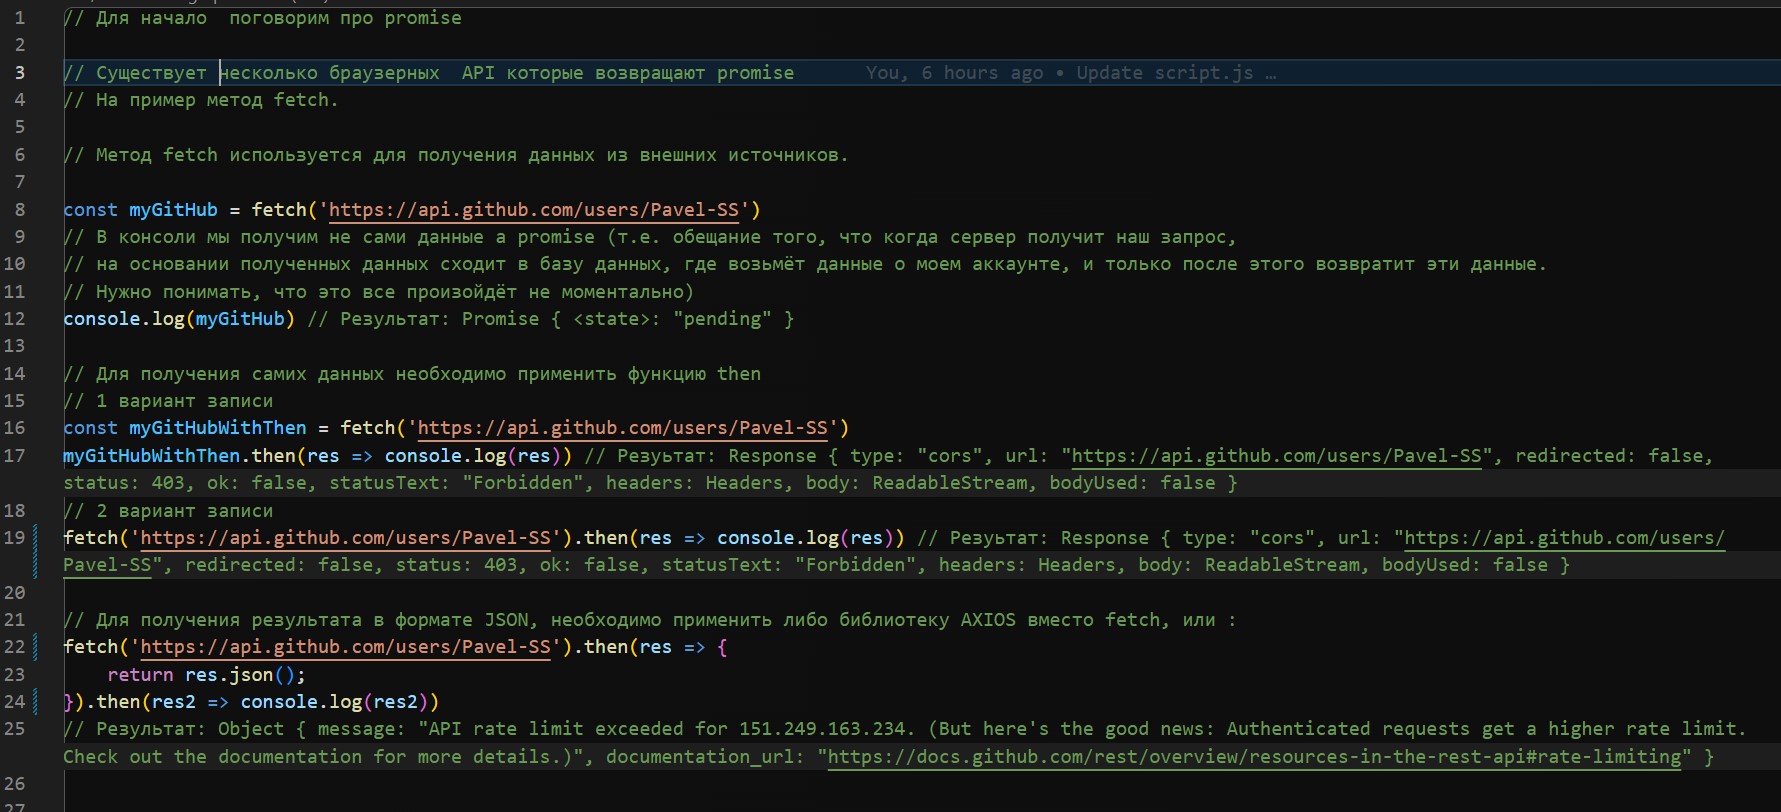 1 // Для начало  поговорим про promise
2
3 // Существует несколько браузерных  API которые возвращают promise You, 6 hours ago • Update script.js …
4 // На пример метод fetch.
5
6 // Метод fetch используется для получения данных из внешних источников.
7
8 const myGitHub = fetch('https://api.github.com/users/Pavel-SS')
9 // В консоли мы получим не сами данные а promise (т.е. обещание того, что когда сервер получит наш запрос,
10 // на основании полученных данных сходит в базу данных, где возьмёт данные о моем аккаунте, и только после этого возвратит эти данные.
11 // Нужно понимать, что это все произойдёт не моментально)
12 console.log(myGitHub) // Результат: Promise { <state>: "pending" }
13
14 // Для получения самих данных необходимо применить функцию then
15 // 1 вариант записи
16 const myGitHubWithThen = fetch('https://api.github.com/users/Pavel-SS')
17 myGitHubWithThen.then(res => console.log(res)) // Резуьтат: Response { type: "cors", url: "https://api.github.com/users/Pavel-SS", redirected: false,
status: 403, ok: false, statusText: "Forbidden", headers: Headers, body: ReadableStream, bodyUsed: false }
18 // 2 вариант записи
19 fetch('https://api.github.com/users/Pavel-SS').then(res => console.log(res)) // Резуьтат: Response { type: "cors", url: "https://api.github.com/users/
Pavel-SS", redirected: false, status: 403, ok: false, statusText: "Forbidden", headers: Headers, body: ReadableStream, bodyUsed: false }
20
21 // Для получения результата в формате JSON, необходимо применить либо библиотеку AXIOS вместо fetch, или :
22 fetch('https://api.github.com/users/Pavel-SS').then(res => {
23     return res.json();
24 }).then(res2 => console.log(res2))
25 // Результат: Object { message: "API rate limit exceeded for 151.249.163.234. (But here's the good news: Authenticated requests get a higher rate limit.
Check out the documentation for more details.)", documentation_url: "https://docs.github.com/rest/overview/resources-in-the-rest-api#rate-limiting" }
26
27